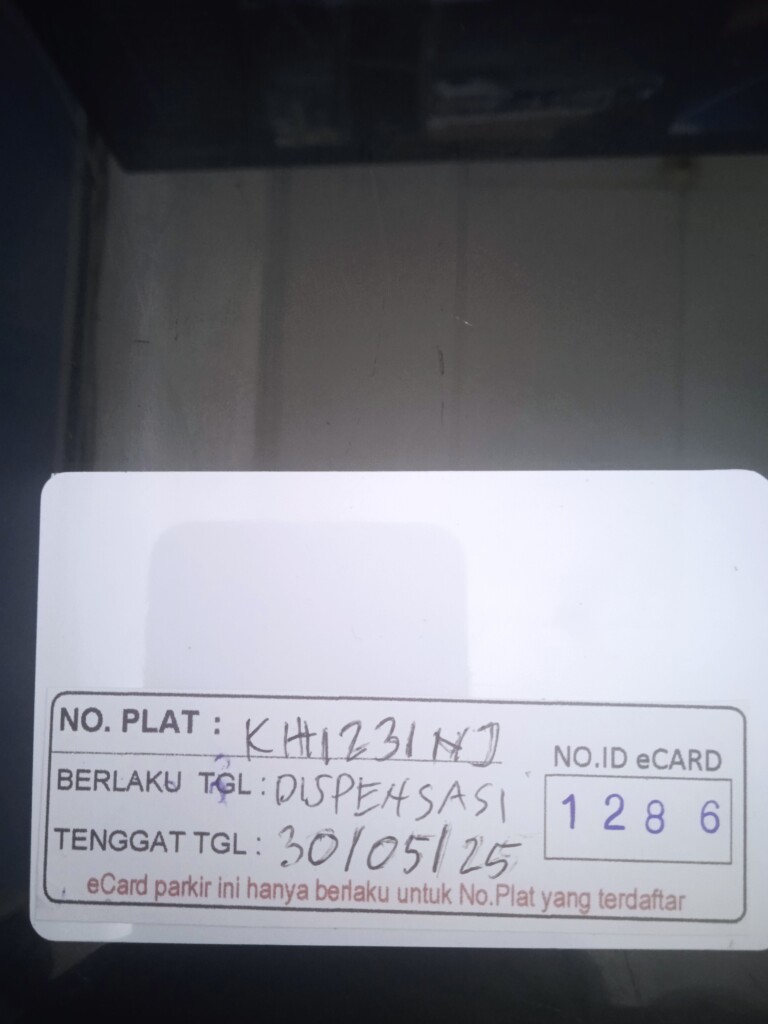 NO. PLAT : KH1231NJ
BERLAKU TGL : DISPENSASI
TENGGAT TGL : 30/05/25
NO.ID eCARD
1286
eCard parkir ini hanya berlaku untuk No.Plat yang terdaftar